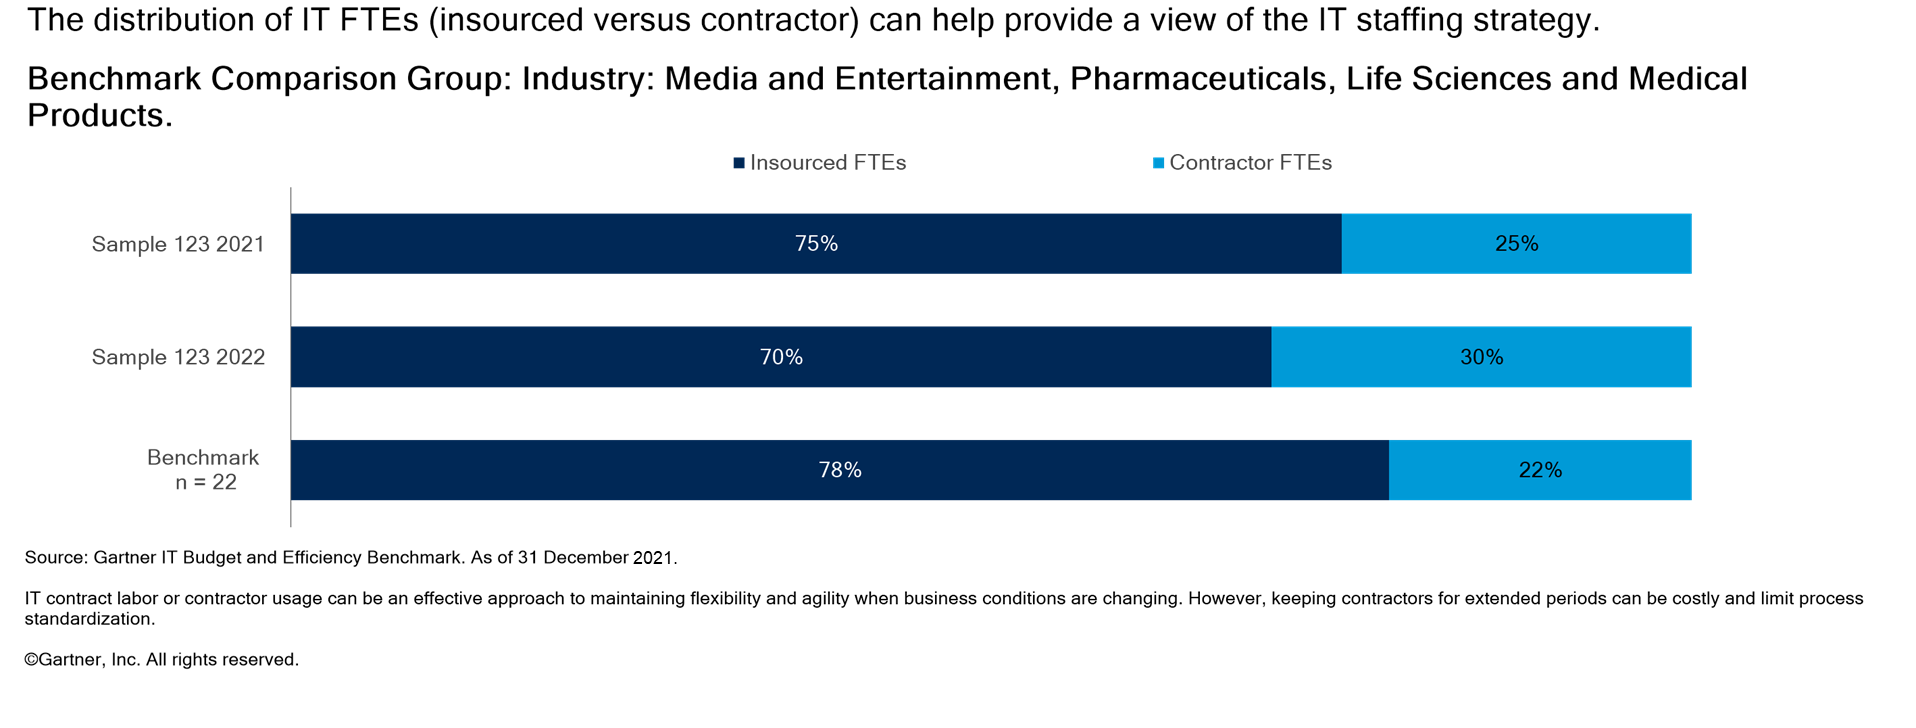 The distribution of IT FTEs (insourced versus contractor) can help provide a view of the IT staffing strategy.
Benchmark Comparison Group: Industry: Media and Entertainment, Pharmaceuticals, Life Sciences and Medical
Products.
Insourced FTEs
Contractor FTEs
Sample 123 2021
75%
25%
Sample 123 2022
70%
30%
Benchmark
n = 22
78%
22%
Source: Gartner IT Budget and Efficiency Benchmark. As of 31 December 2021.
IT contract labor or contractor usage can be an effective approach to maintaining flexibility and agility when business conditions are changing. However, keeping contractors for extended periods can be costly and limit process
standardization.
©Gartner, Inc. All rights reserved.